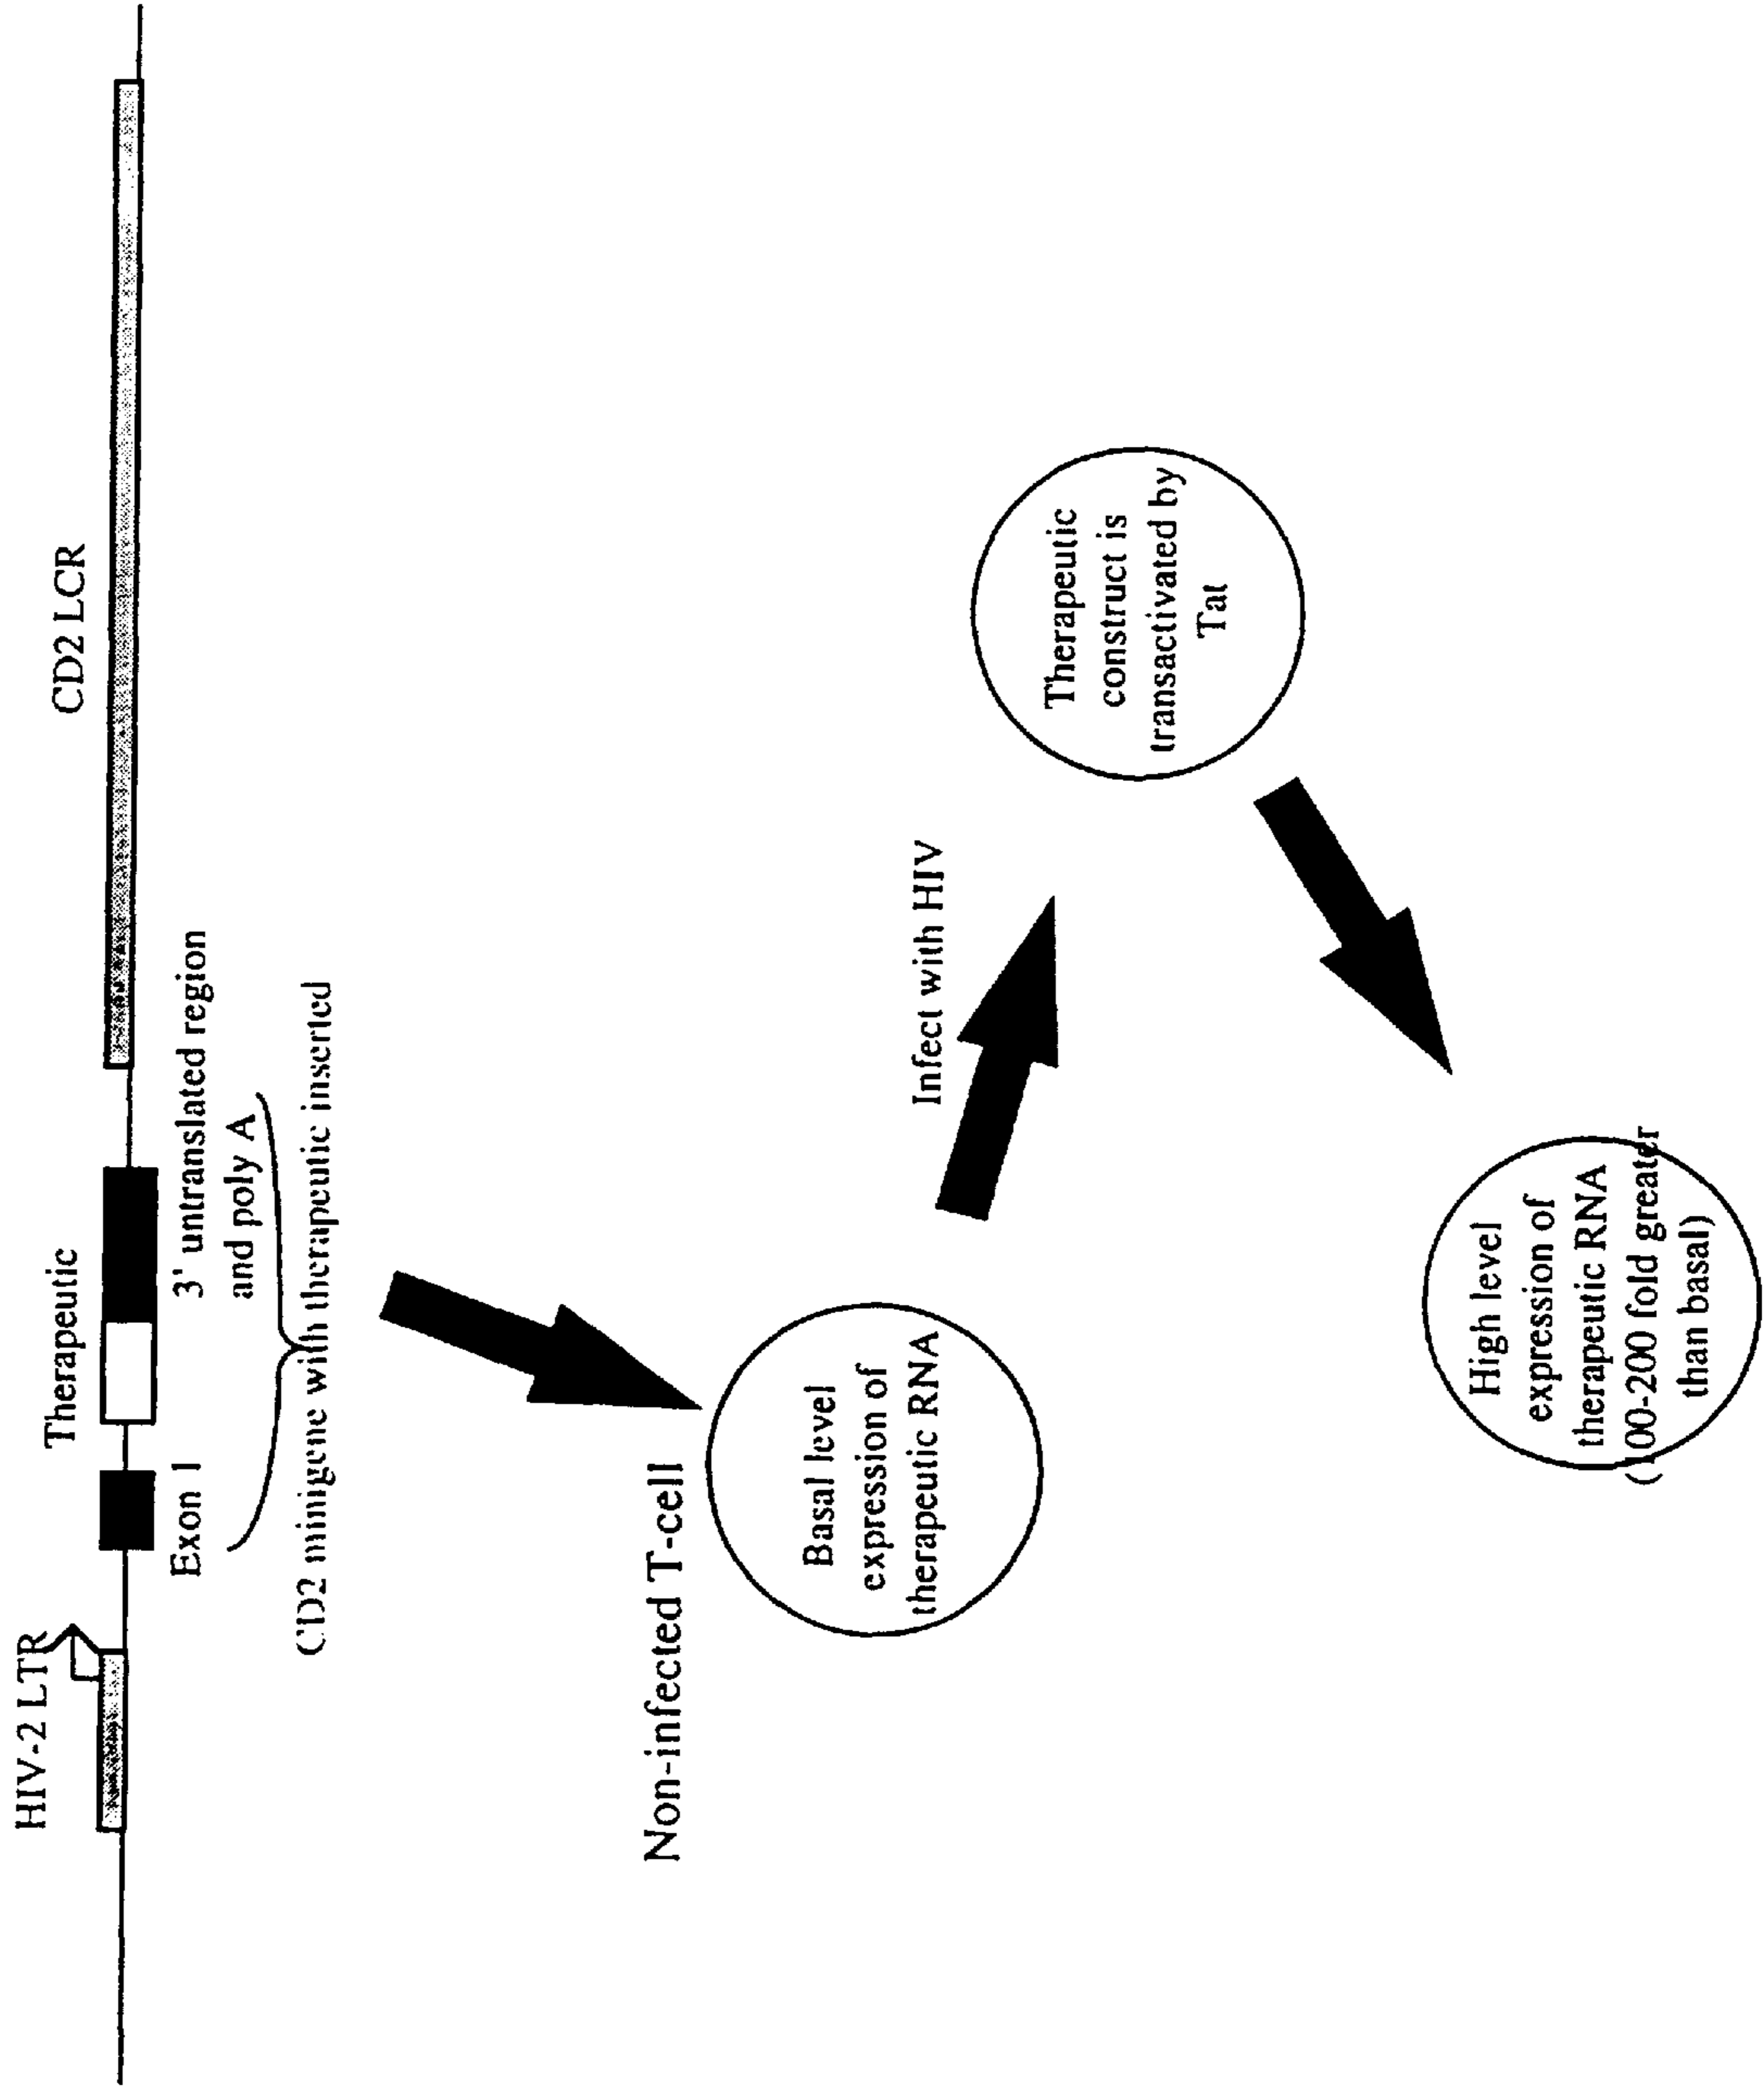 HIV-2 LTR
Therapeutic
CD2 LCR
Exon 1
3' untranslated region
and poly A
CD2 minigene with therapeutic inserted
Non-infected T-cell
Basal level
expression of
therapeutic RNA
Infect with HIV
Therapeutic
construct is
transactivated by
Tat
High level
expression of
therapeutic RNA
(100-200 fold greater
than basal)